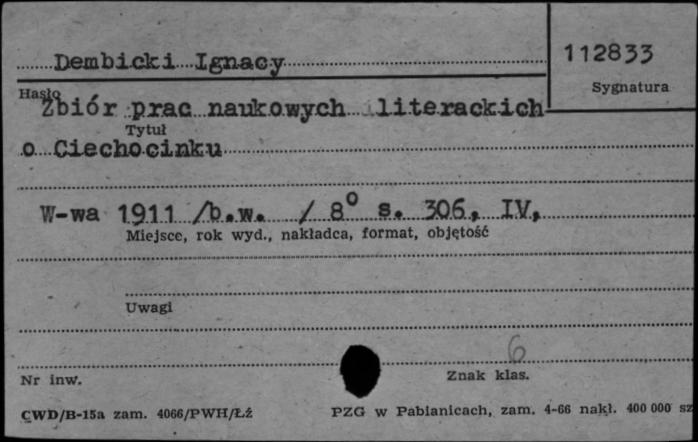 Dembicki Ignacy
112833
Hasło
Sygnatura
Zbiór prac naukowych i literackich
Tytuł
o Ciechocinku
W-wa 1911 /b.w. / 8° s. 306, IV,
Miejsce, rok wyd., nakładca, format, objętość
Uwagi
6
Nr inw.
Znak klas.
CWD/B-15a zam. 4066/PWH/Łź
PZG w Pabianicach, zam. 4-66 nakł. 400 000 sz